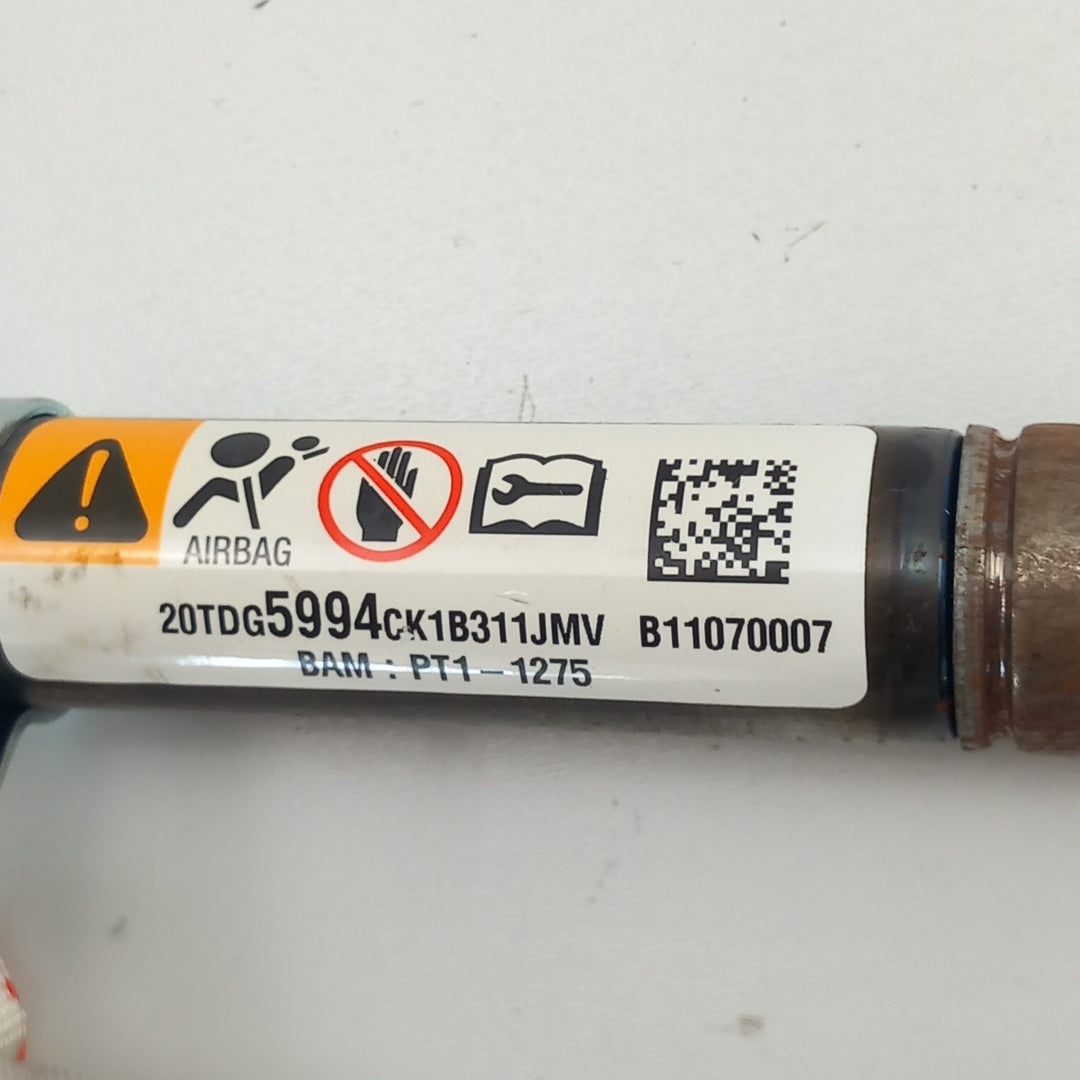 AIRBAG
20TDG5994CK1B311JMV B11070007
BAM : PT1-1275